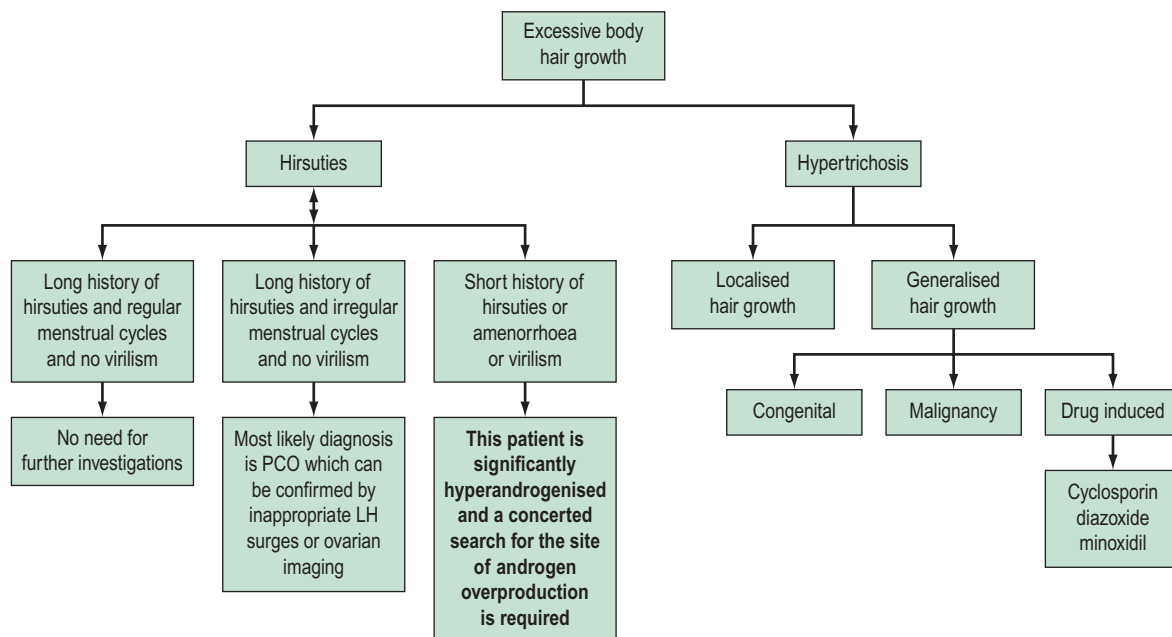 Excessive body
hair growth
Hirsuties
Hypertrichosis
Long history of
hirsuties and regular
menstrual cycles
and no virilism
Long history of
hirsuties and irregular
menstrual cycles
and no virilism
Short history of
hirsuties or
amenorrhoea
or virilism
Localised
hair growth
Generalised
hair growth
No need for
further investigations
Most likely diagnosis
is PCO which can
be confirmed by
inappropriate LH
surges or ovarian
imaging
This patient is
significantly
hyperandrogenised
and a concerted
search for the site
of androgen
overproduction
is required
Congenital
Malignancy
Drug induced
Cyclosporin
diazoxide
minoxidil